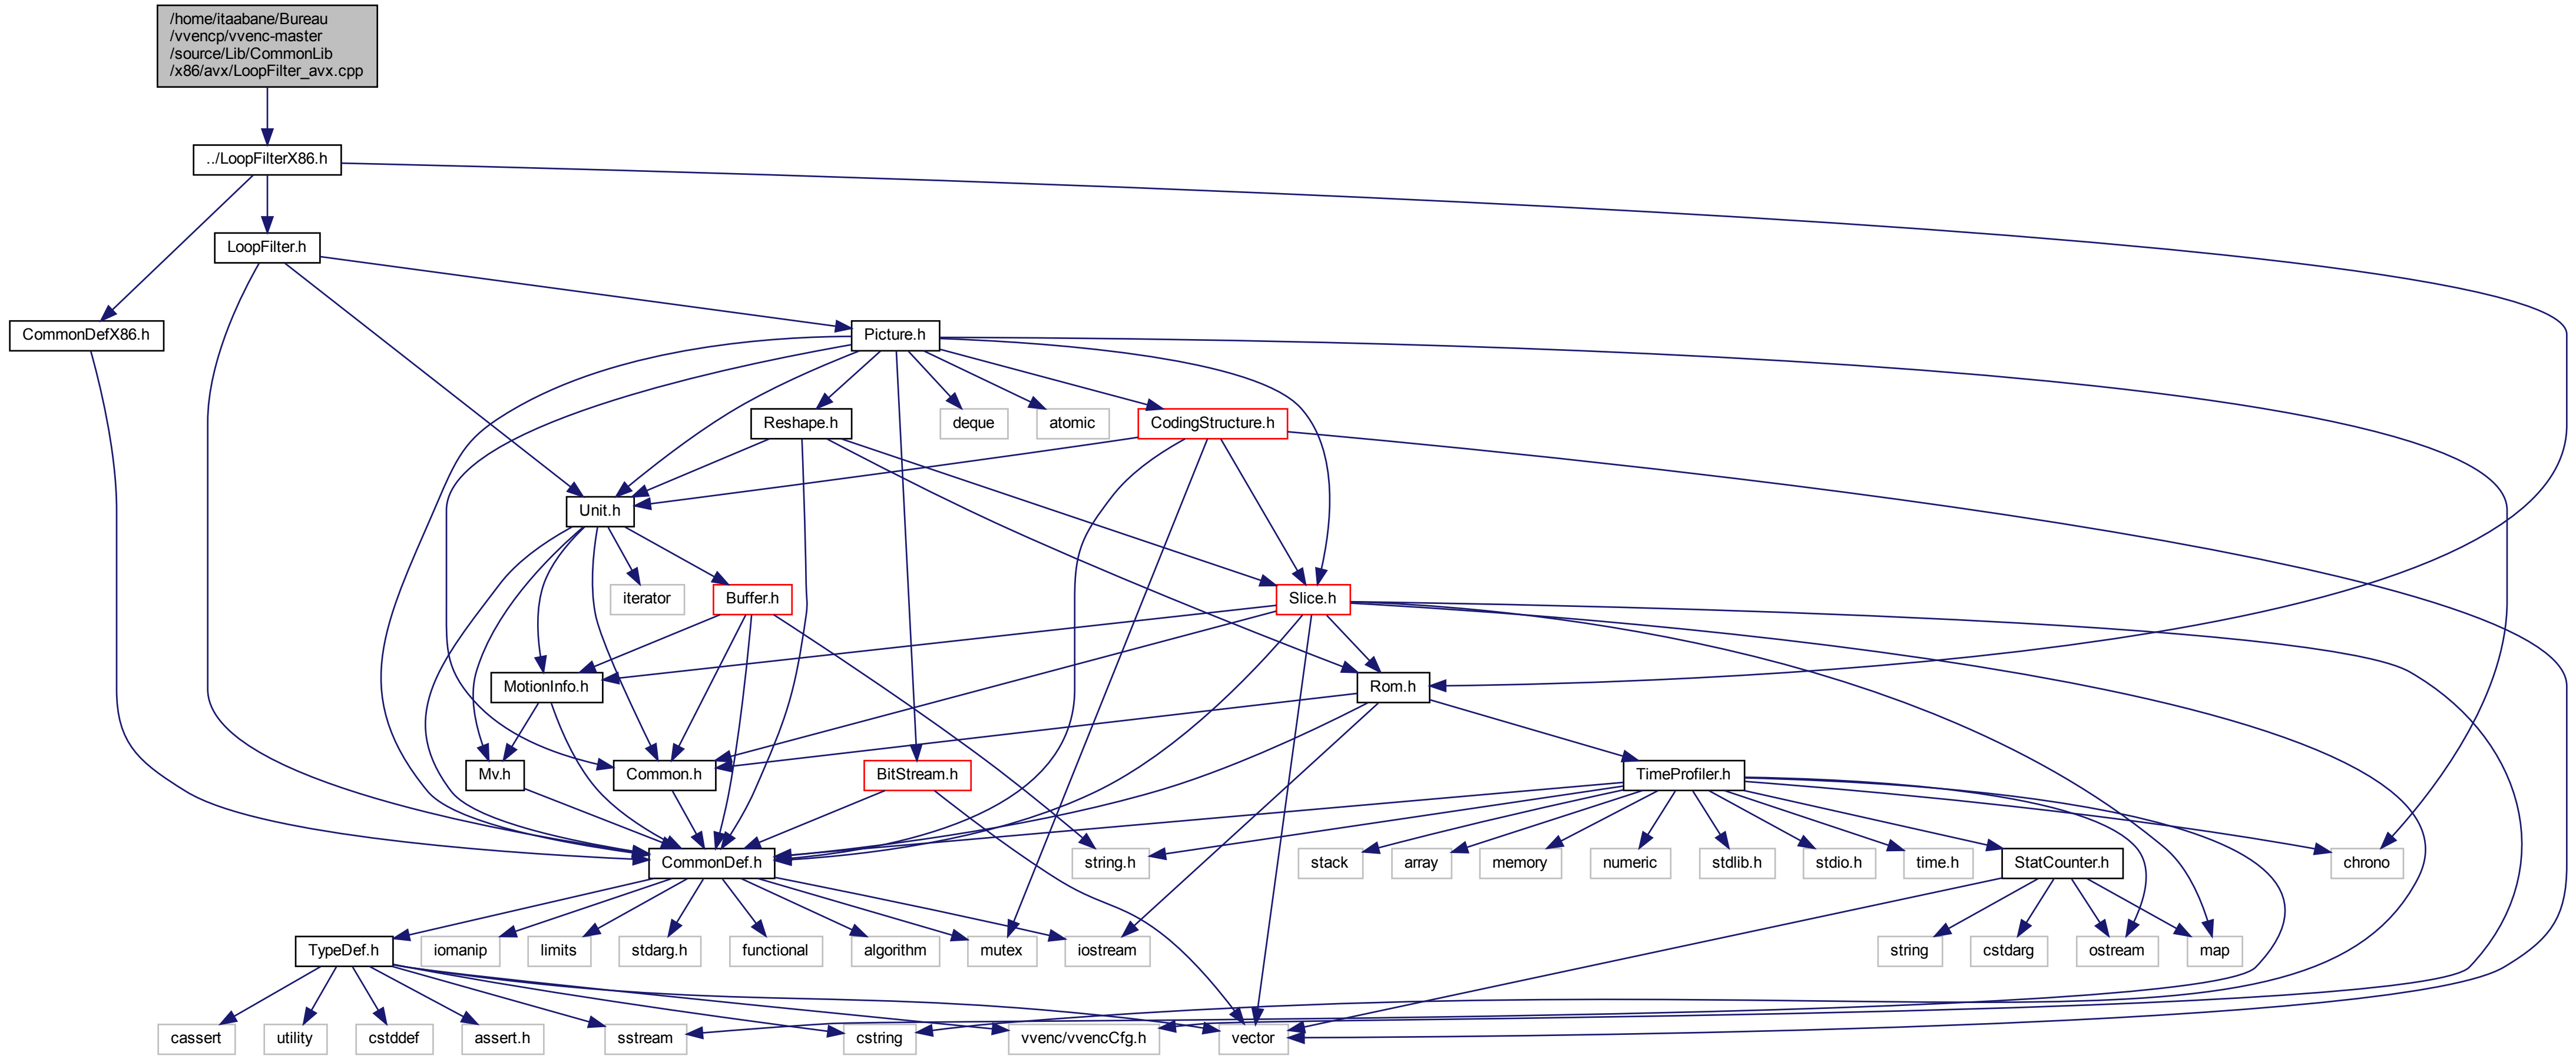 /home/itaabane/Bureau
/vvencp/vvenc-master
/source/Lib/CommonLib
/x86/avx/LoopFilter_avx.cpp
../LoopFilterX86.h
LoopFilter.h
CommonDefX86.h
Picture.h
Reshape.h
deque
atomic
CodingStructure.h
Unit.h
iterator
Buffer.h
Slice.h
MotionInfo.h
Rom.h
Mv.h
Common.h
BitStream.h
TimeProfiler.h
CommonDef.h
string.h
stack
array
memory
numeric
stdlib.h
stdio.h
time.h
StatCounter.h
chrono
TypeDef.h
iomanip
limits
stdarg.h
functional
algorithm
mutex
iostream
string
cstdarg
ostream
map
cassert
utility
cstddef
assert.h
sstream
cstring
vvenc/vvencCfg.h
vector